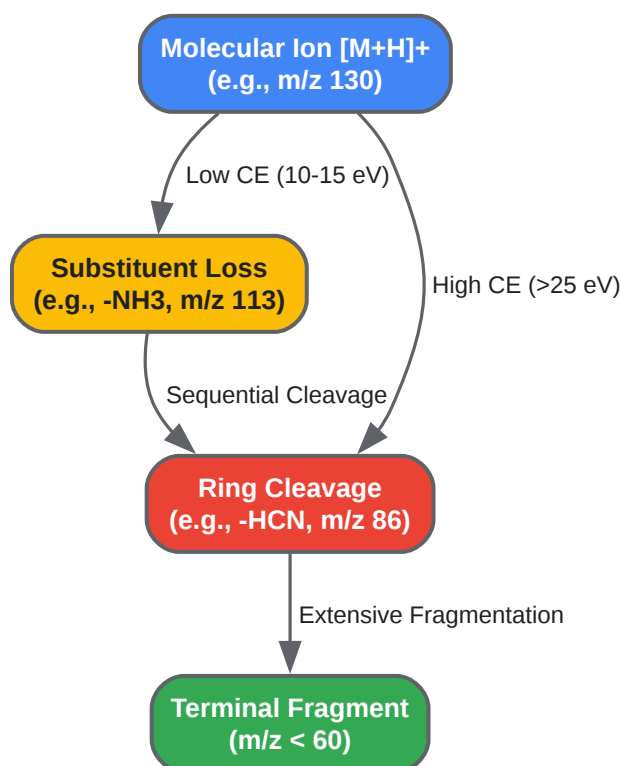 Molecular Ion [M+H]+
(e.g., m/z 130)
Low CE (10-15 eV)
Substituent Loss
(e.g., -NH3, m/z 113)
High CE (>25 eV)
Sequential Cleavage
Ring Cleavage
(e.g., -HCN, m/z 86)
Extensive Fragmentation
Terminal Fragment
(m/z < 60)